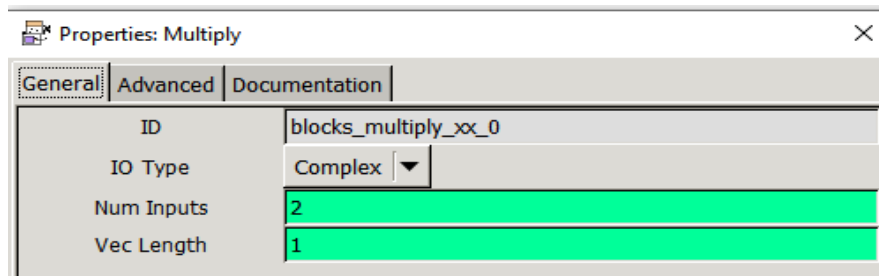 Properties: Multiply
General Advanced Documentation
ID blocks_multiply_xx_0
IO Type Complex
Num Inputs 2
Vec Length 1